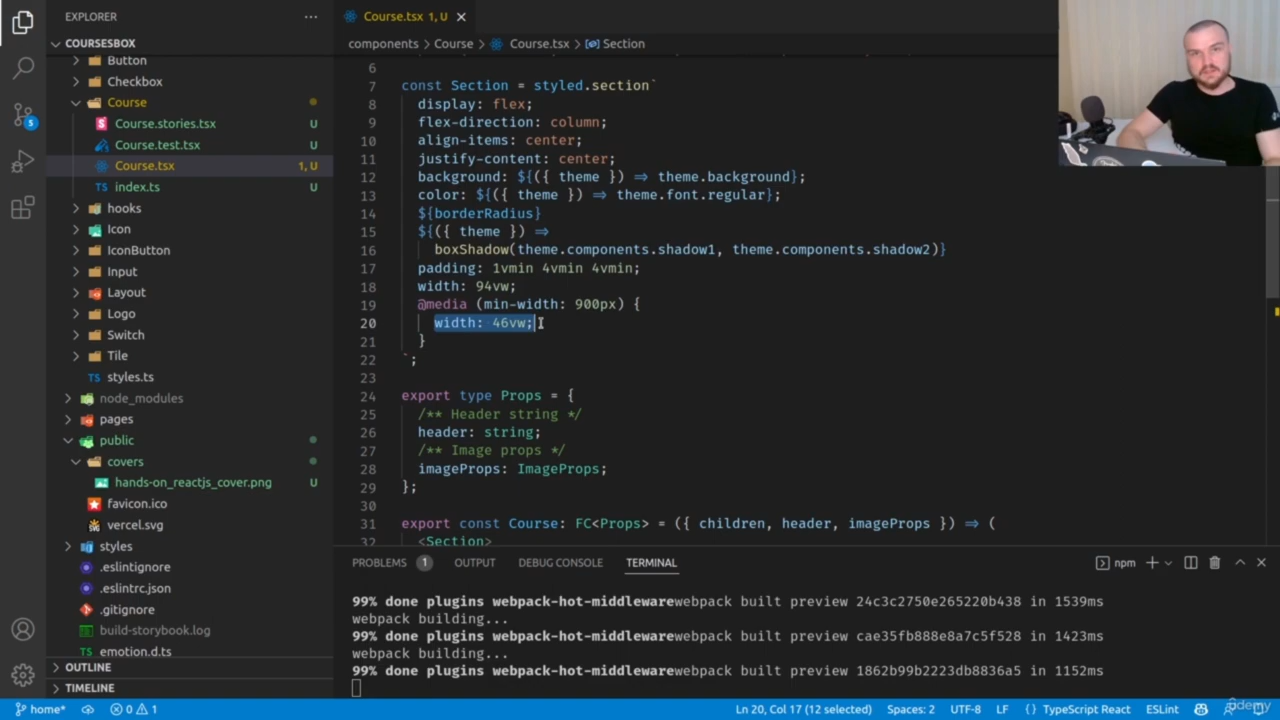 EXPLORER
COURSESBOX
Button
Checkbox
Course
Course.stories.tsx U
Course.test.tsx U
Course.tsx 1, U
index.ts U
hooks
Icon
IconButton
Input
Layout
Logo
Switch
Tile
styles.ts
node_modules
pages
public
covers
hands-on_reactjs_cover.png U
favicon.ico
vercel.svg
styles
.eslintignore
.eslintrc.json
.gitignore
build-storybook.log
emotion.d.ts
OUTLINE
TIMELINE
Course.tsx 1, U
components > Course > Course.tsx > Section
6
7 const Section = styled.section`
8 display: flex;
9 flex-direction: column;
10 align-items: center;
11 justify-content: center;
12 background: ${({ theme }) => theme.background};
13 color: ${({ theme }) => theme.font.regular};
14 ${borderRadius}
15 ${({ theme }) =>
16 boxShadow(theme.components.shadow1, theme.components.shadow2)}
17 padding: 1vmin 4vmin 4vmin;
18 width: 94vw;
19 @media (min-width: 900px) {
20 width: 46vw;
21 }
22 `;
23
24 export type Props = {
25 /** Header string */
26 header: string;
27 /** Image props */
28 imageProps: ImageProps;
29 };
30
31 export const Course: FC<Props> = ({ children, header, imageProps }) => (
32 <Section>
PROBLEMS 1 OUTPUT DEBUG CONSOLE TERMINAL npm
99% done plugins webpack-hot-middlewarewebpack built preview 24c3c2750e265220b438 in 1539ms
webpack building...
99% done plugins webpack-hot-middlewarewebpack built preview cae35fb888e8a7c5f528 in 1423ms
webpack building...
99% done plugins webpack-hot-middlewarewebpack built preview 1862b99b2223db8836a5 in 1152ms
home* 0 1 Ln 20, Col 17 (12 selected) Spaces: 2 UTF-8 LF TypeScript React ESLint
udemy